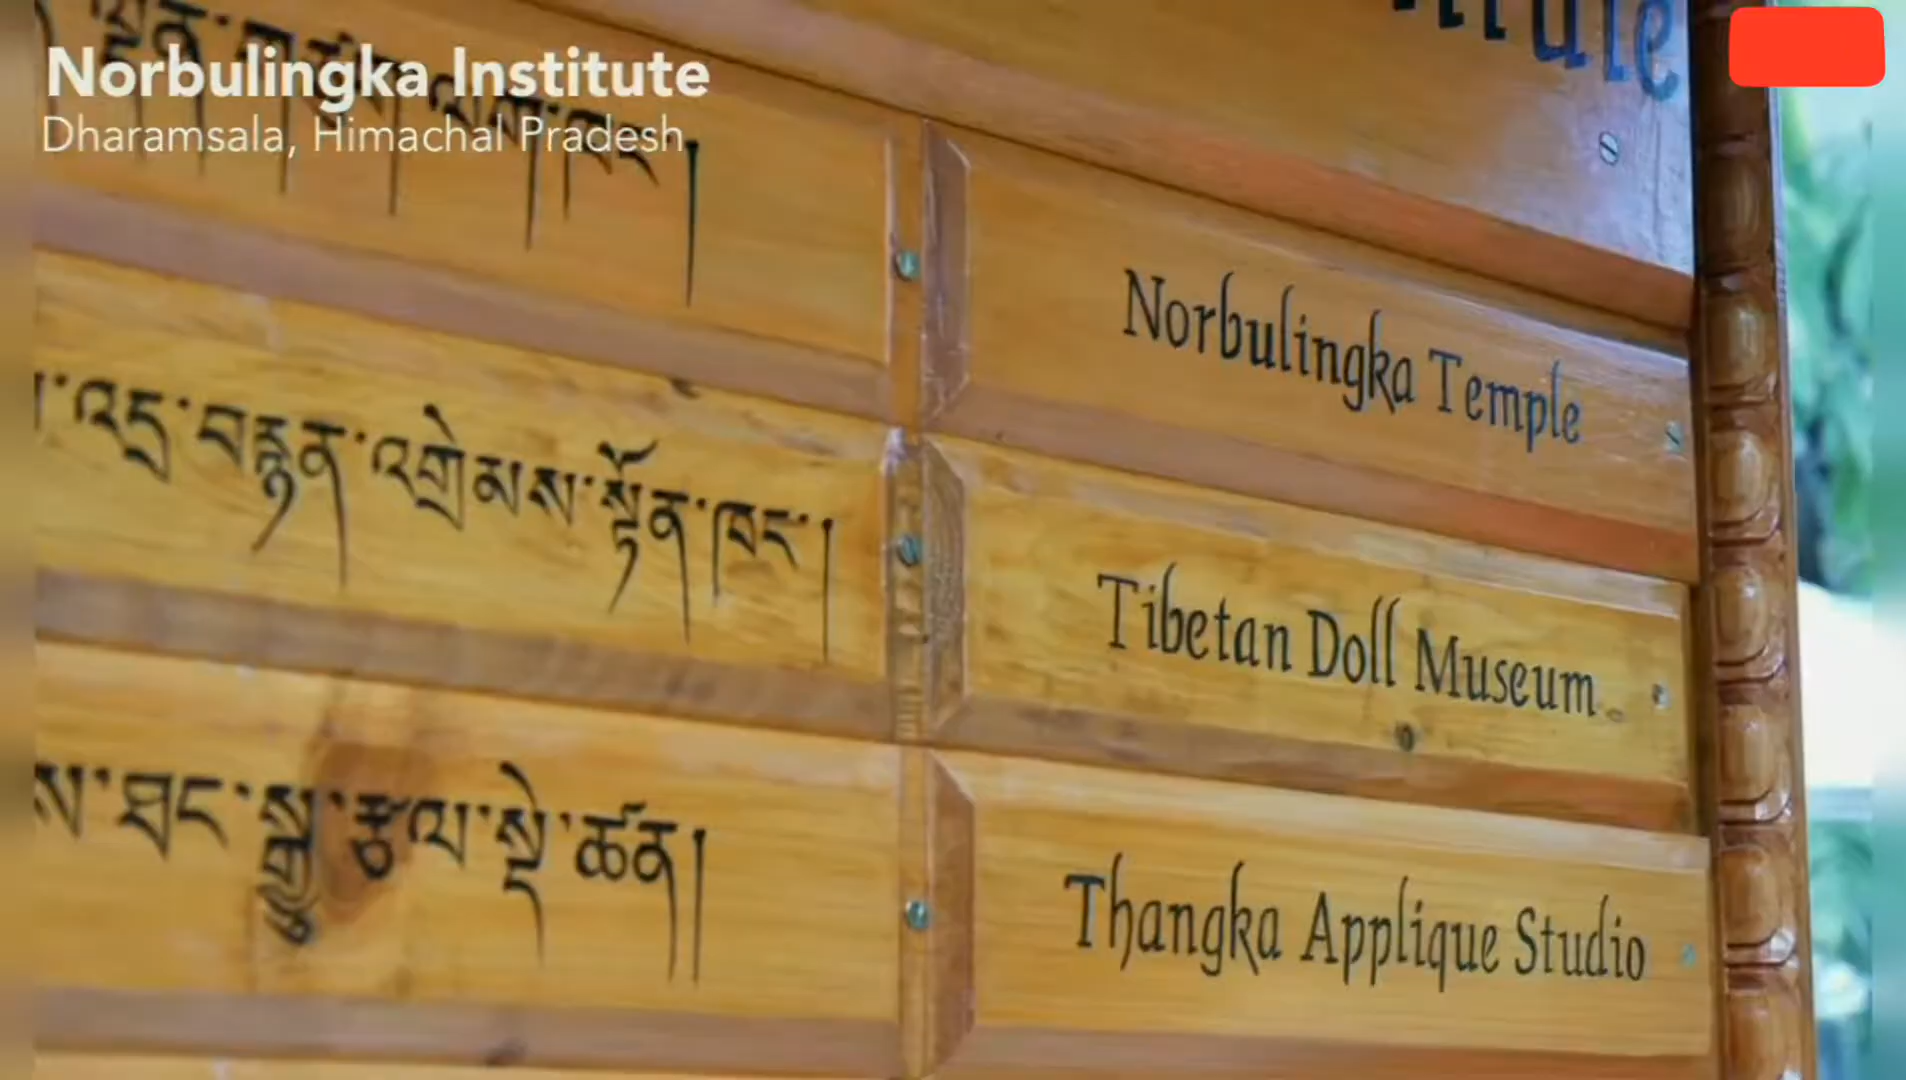 Norbulingka Institute
Dharamsala, Himachal Pradesh
Norbulingka Temple
འདྲ་བརྙན་འགྲེམས་སྟོན་ཁང་།
Tibetan Doll Museum
ཐང་སྐུ་རྩལ་སྡེ་ཚན།
Thangka Applique Studio